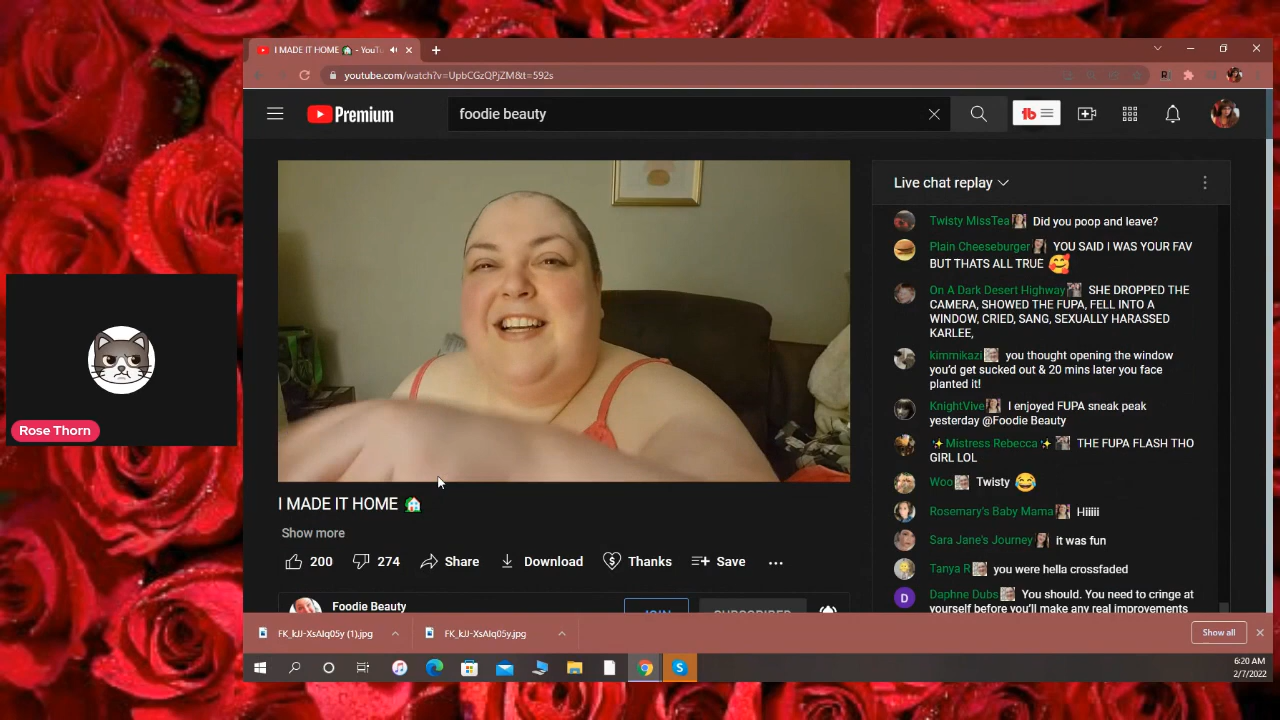 I MADE IT HOME 🏠 - YouTu
youtube.com/watch?v=UpbCGzQPjZM&t=592s
Premium
foodie beauty
tb
Live chat replay
Twisty MissTea Did you poop and leave?
Plain Cheeseburger YOU SAID I WAS YOUR FAV
BUT THATS ALL TRUE 🥰
On A Dark Desert Highway SHE DROPPED THE
CAMERA, SHOWED THE FUPA, FELL INTO A
WINDOW, CRIED, SANG, SEXUALLY HARASSED
KARLEE,
kimmikazi you thought opening the window
you'd get sucked out & 20 mins later you face
planted it!
KnightVive I enjoyed FUPA sneak peak
yesterday @Foodie Beauty
✨Mistress Rebecca✨ THE FUPA FLASH THO
GIRL LOL
Woo Twisty 😂
Rosemary's Baby Mama Hiiiii
Sara Jane's Journey it was fun
Tanya R you were hella crossfaded
D
Daphne Dubs You should. You need to cringe at
yourself before you'll make any real improvements
Rose Thorn
I MADE IT HOME 🏠
Show more
200
274
Share
Download
Thanks
Save
Foodie Beauty
JOIN
SUBSCRIBED
FK_kJJ-XsAIq05y (1).jpg
FK_kJJ-XsAIq05y.jpg
Show all
6:20 AM
2/7/2022